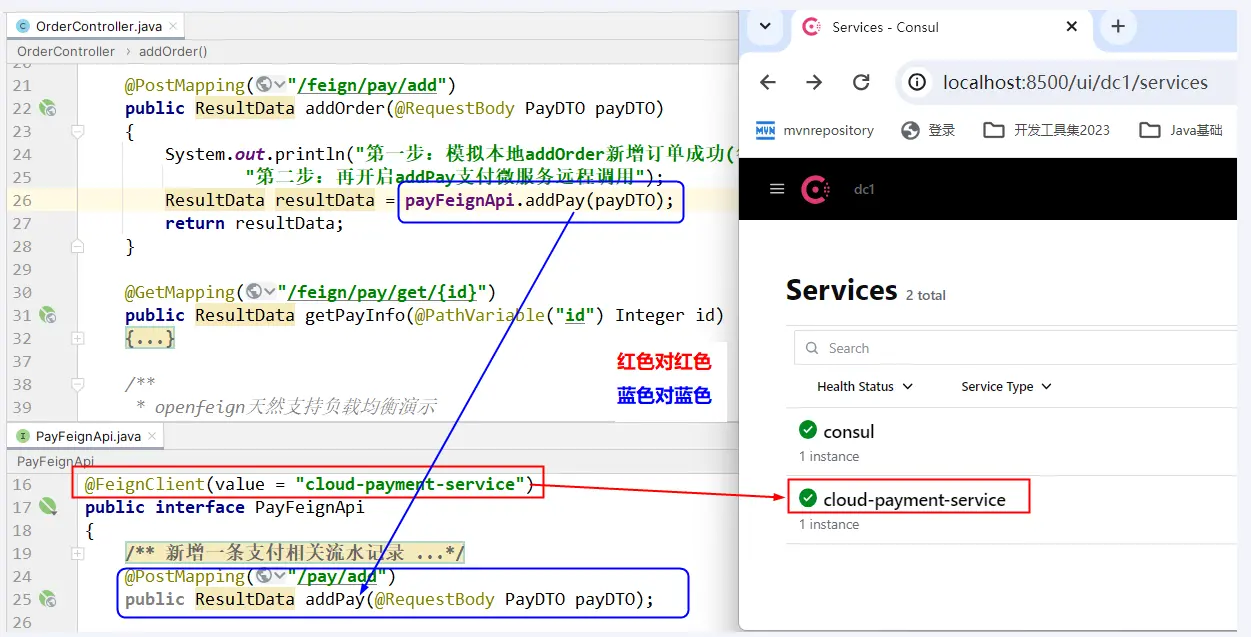 OrderController.java
OrderController > addOrder()
21 @PostMapping("/feign/pay/add")
22 public ResultData addOrder(@RequestBody PayDTO payDTO)
23 {
24 System.out.println("第一步：模拟本地addOrder新增订单成功(
25 "第二步：再开启addPay支付微服务远程调用");
26 ResultData resultData = payFeignApi.addPay(payDTO);
27 return resultData;
28 }
29
30 @GetMapping("/feign/pay/get/{id}")
31 public ResultData getPayInfo(@PathVariable("id") Integer id)
32 {...}
37
38 /**
39 * openfeign天然支持负载均衡演示
红色对红色
蓝色对蓝色
PayFeignApi.java
PayFeignApi
16 @FeignClient(value = "cloud-payment-service")
17 public interface PayFeignApi
18 {
19 /** 新增一条支付相关流水记录 ...*/
24 @PostMapping("/pay/add")
25 public ResultData addPay(@RequestBody PayDTO payDTO);
26
Services - Consul
localhost:8500/ui/dc1/services
MVN mvnrepository 登录 开发工具集2023 Java基础
dc1
Services 2 total
Search
Health Status Service Type
consul
1 instance
cloud-payment-service
1 instance